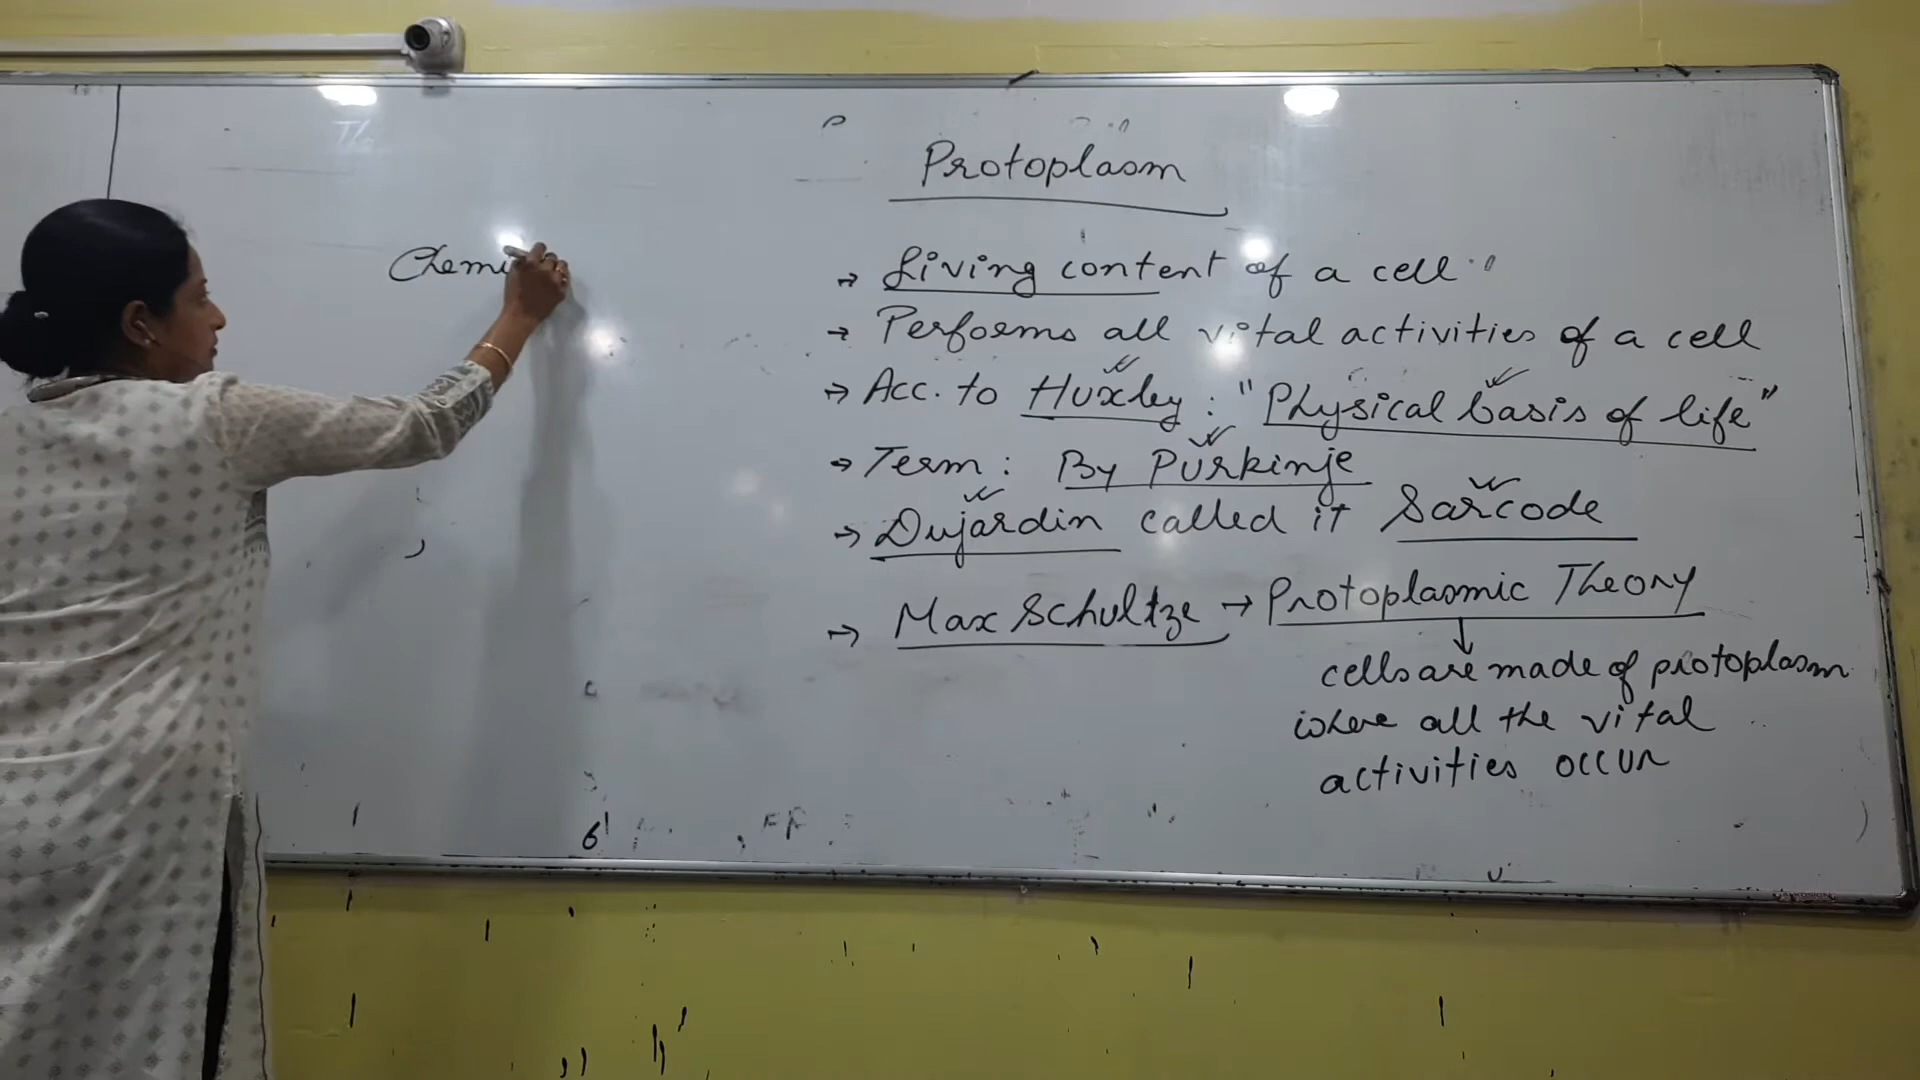 Protoplasm
Chemi
→ Living content of a cell
→ Performs all vital activities of a cell
→ Acc. to Huxley : "Physical basis of life"
→ Term : By Purkinje
→ Dujardin called it Sarcode
→ Max Schultze → Protoplasmic Theory
↓
cells are made of protoplasm
where all the vital
activities occur
6